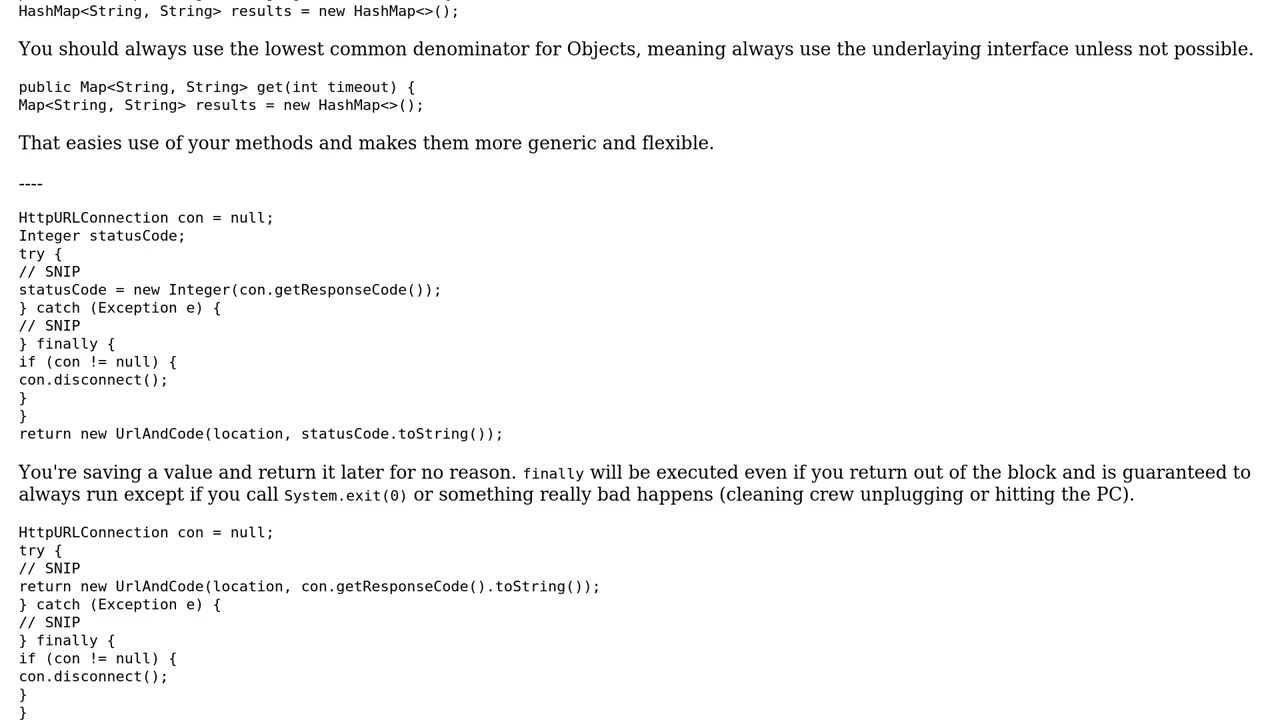 HashMap<String, String> results = new HashMap<>();
You should always use the lowest common denominator for Objects, meaning always use the underlaying interface unless not possible.
public Map<String, String> get(int timeout) {
Map<String, String> results = new HashMap<>();
That easies use of your methods and makes them more generic and flexible.
----
HttpURLConnection con = null;
Integer statusCode;
try {
// SNIP
statusCode = new Integer(con.getResponseCode());
} catch (Exception e) {
// SNIP
} finally {
if (con != null) {
con.disconnect();
}
}
return new UrlAndCode(location, statusCode.toString());
You're saving a value and return it later for no reason. finally will be executed even if you return out of the block and is guaranteed to
always run except if you call System.exit(0) or something really bad happens (cleaning crew unplugging or hitting the PC).
HttpURLConnection con = null;
try {
// SNIP
return new UrlAndCode(location, con.getResponseCode().toString());
} catch (Exception e) {
// SNIP
} finally {
if (con != null) {
con.disconnect();
}
}